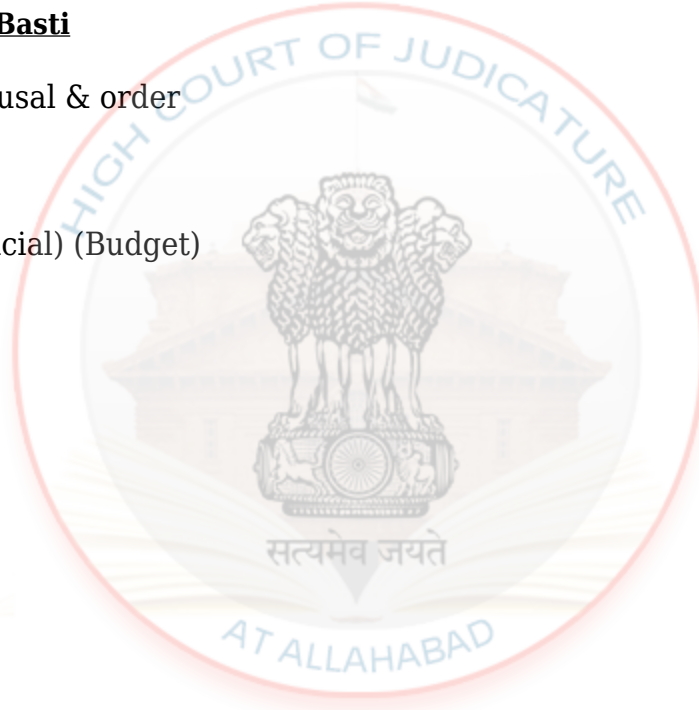 Basti
HIGH COURT OF JUDICATURE
usal & order
cial) (Budget)
सत्यमेव जयते
AT ALLAHABAD